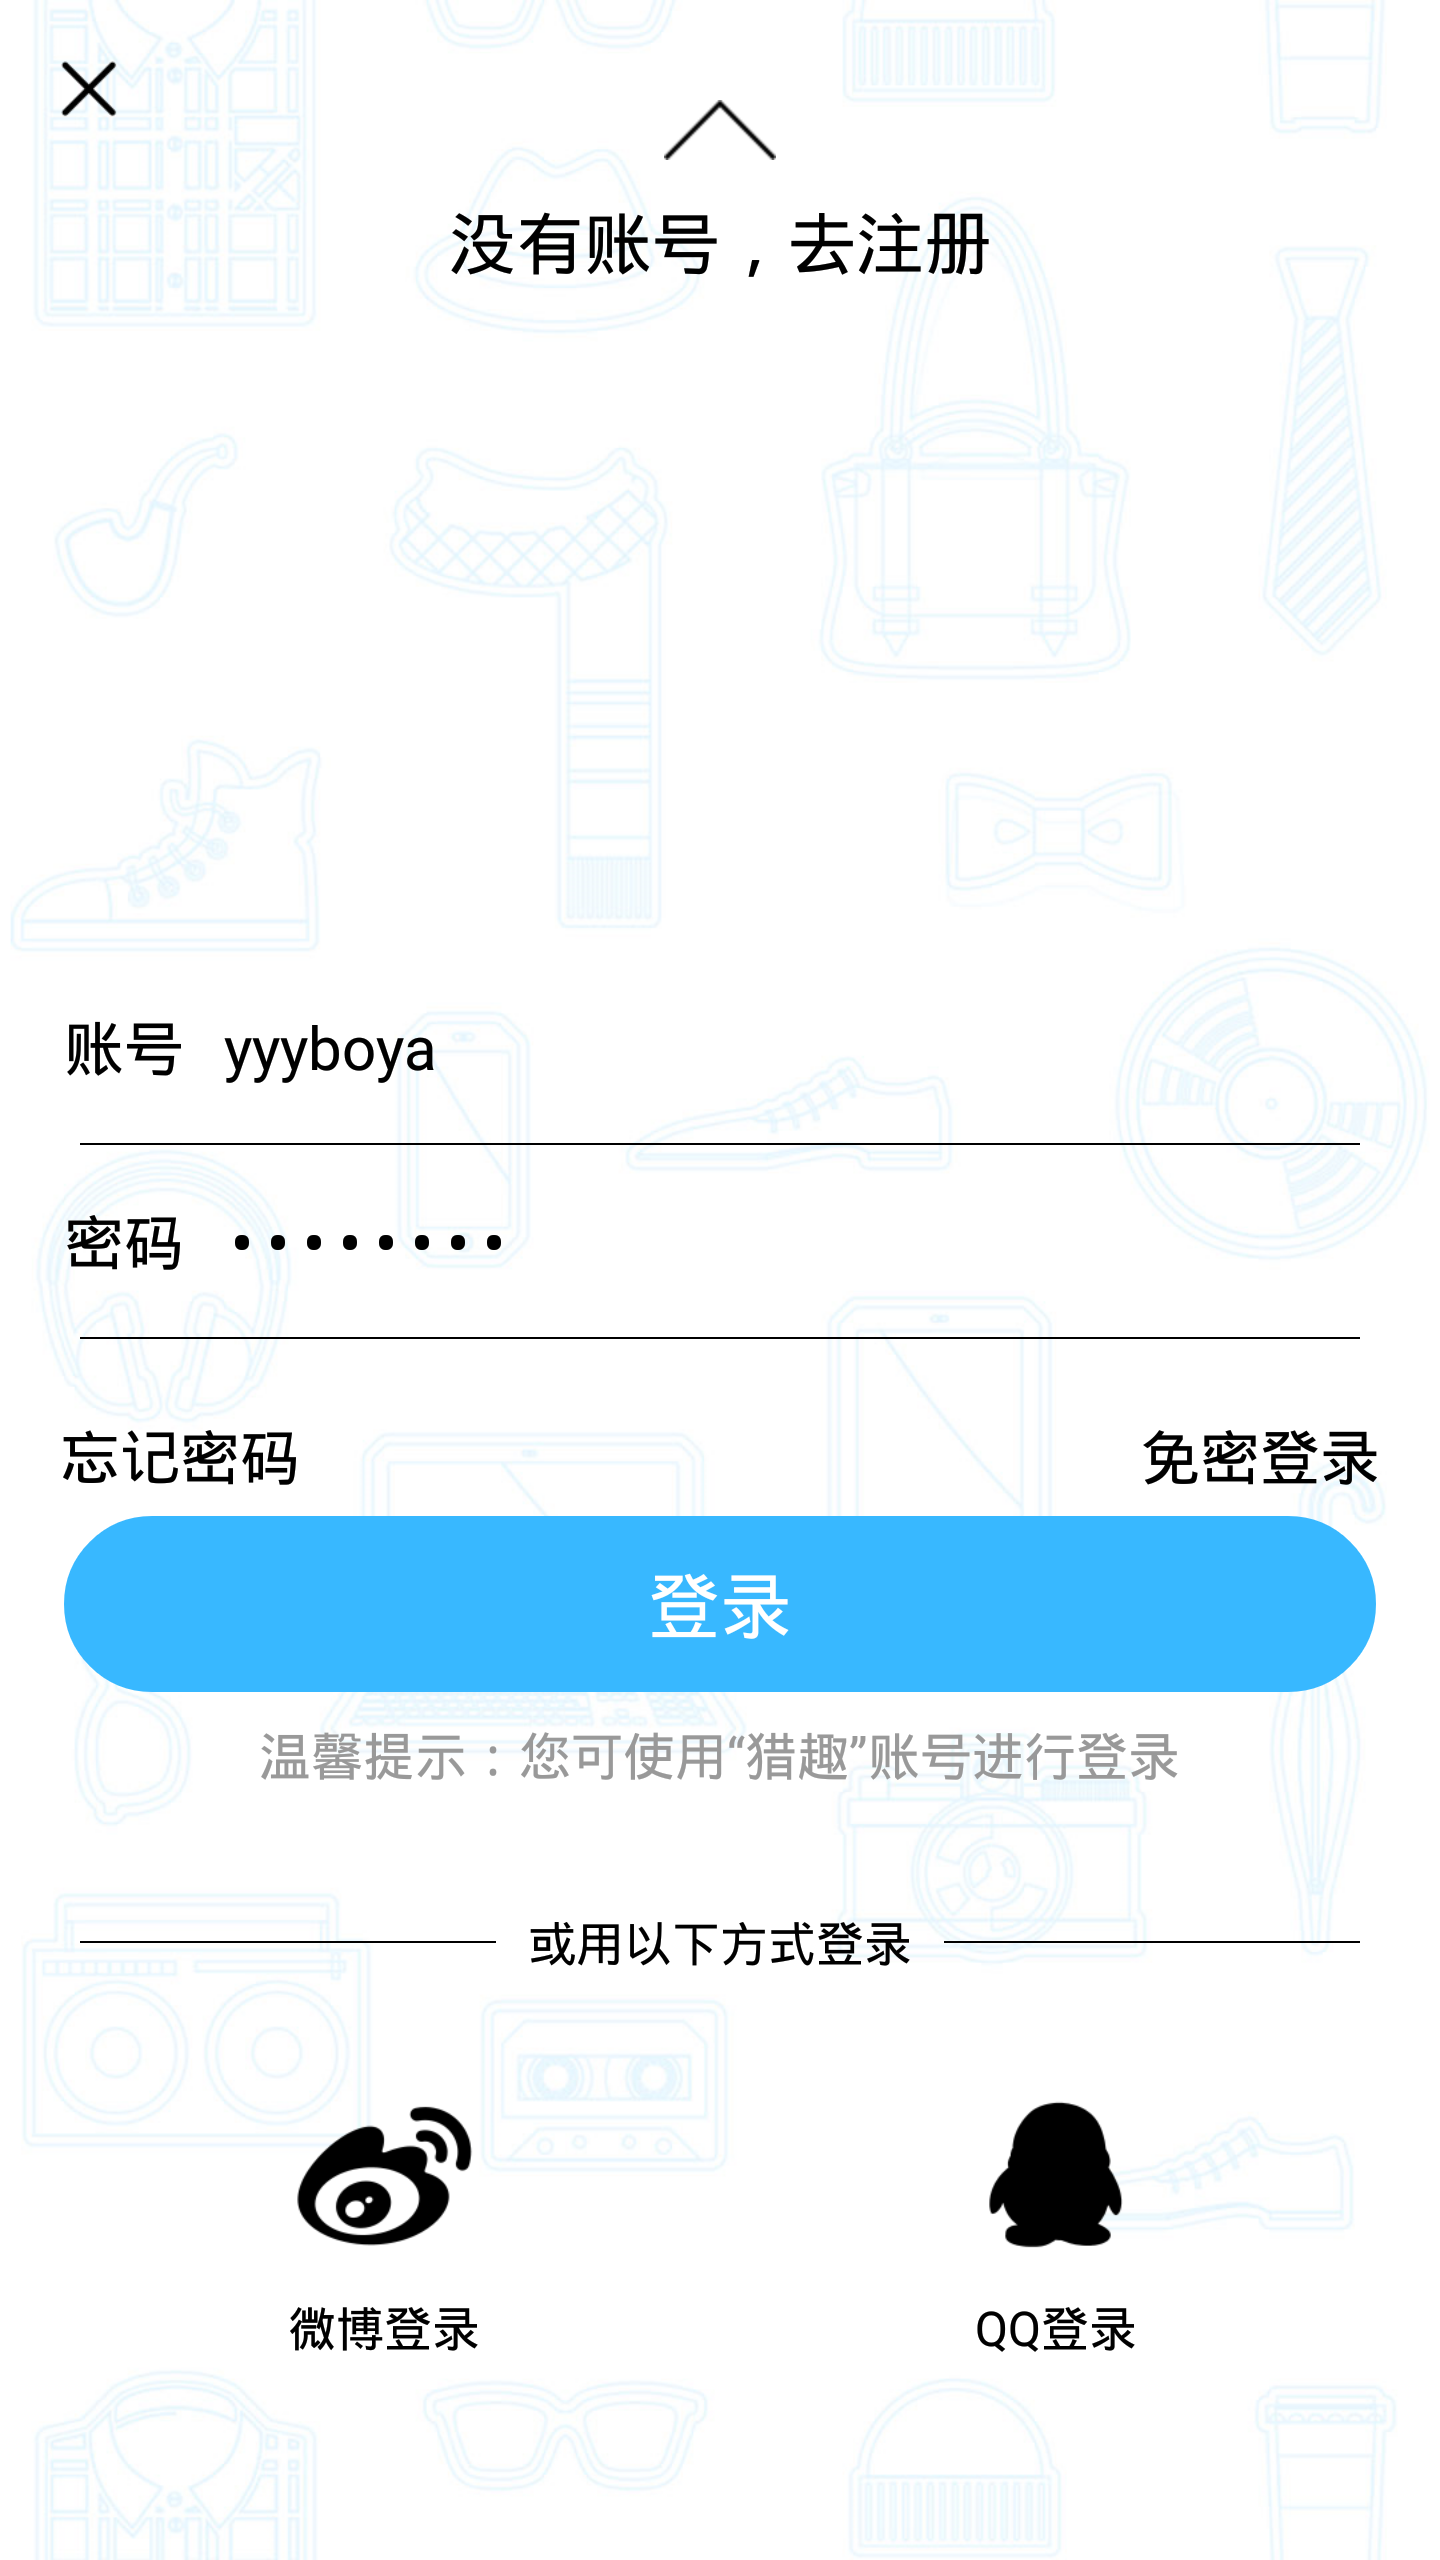 没有账号，去注册
账号 yyyboya
密码 ••••••••
忘记密码 免密登录
登录
温馨提示：您可使用“猎趣”账号进行登录
或用以下方式登录
微博登录 QQ登录